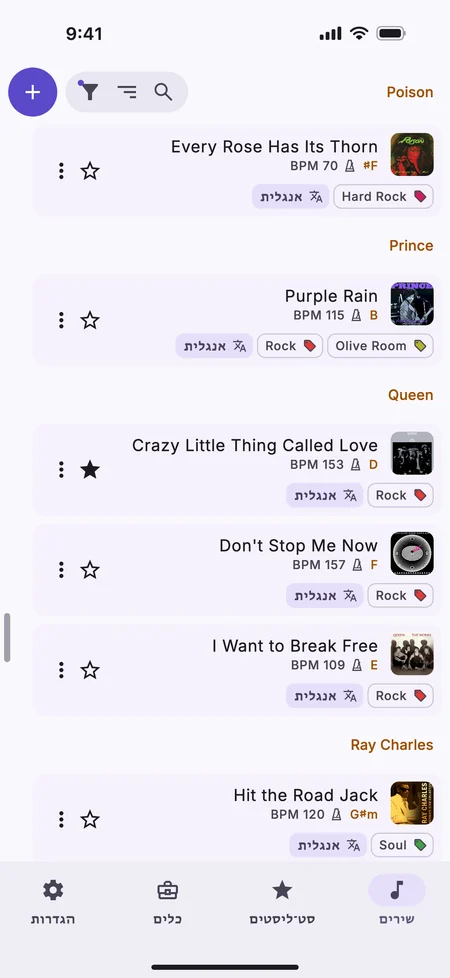 9:41
Poison
Every Rose Has Its Thorn
BPM 70 #F
Hard Rock אנגלית
Prince
Purple Rain
BPM 115 B
Olive Room Rock אנגלית
Queen
Crazy Little Thing Called Love
BPM 153 D
Rock אנגלית
Don't Stop Me Now
BPM 157 F
Rock אנגלית
I Want to Break Free
BPM 109 E
Rock אנגלית
Ray Charles
Hit the Road Jack
BPM 120 G#m
RAY CHARLES
Soul אנגלית
שירים סט־ליסטים כלים הגדרות